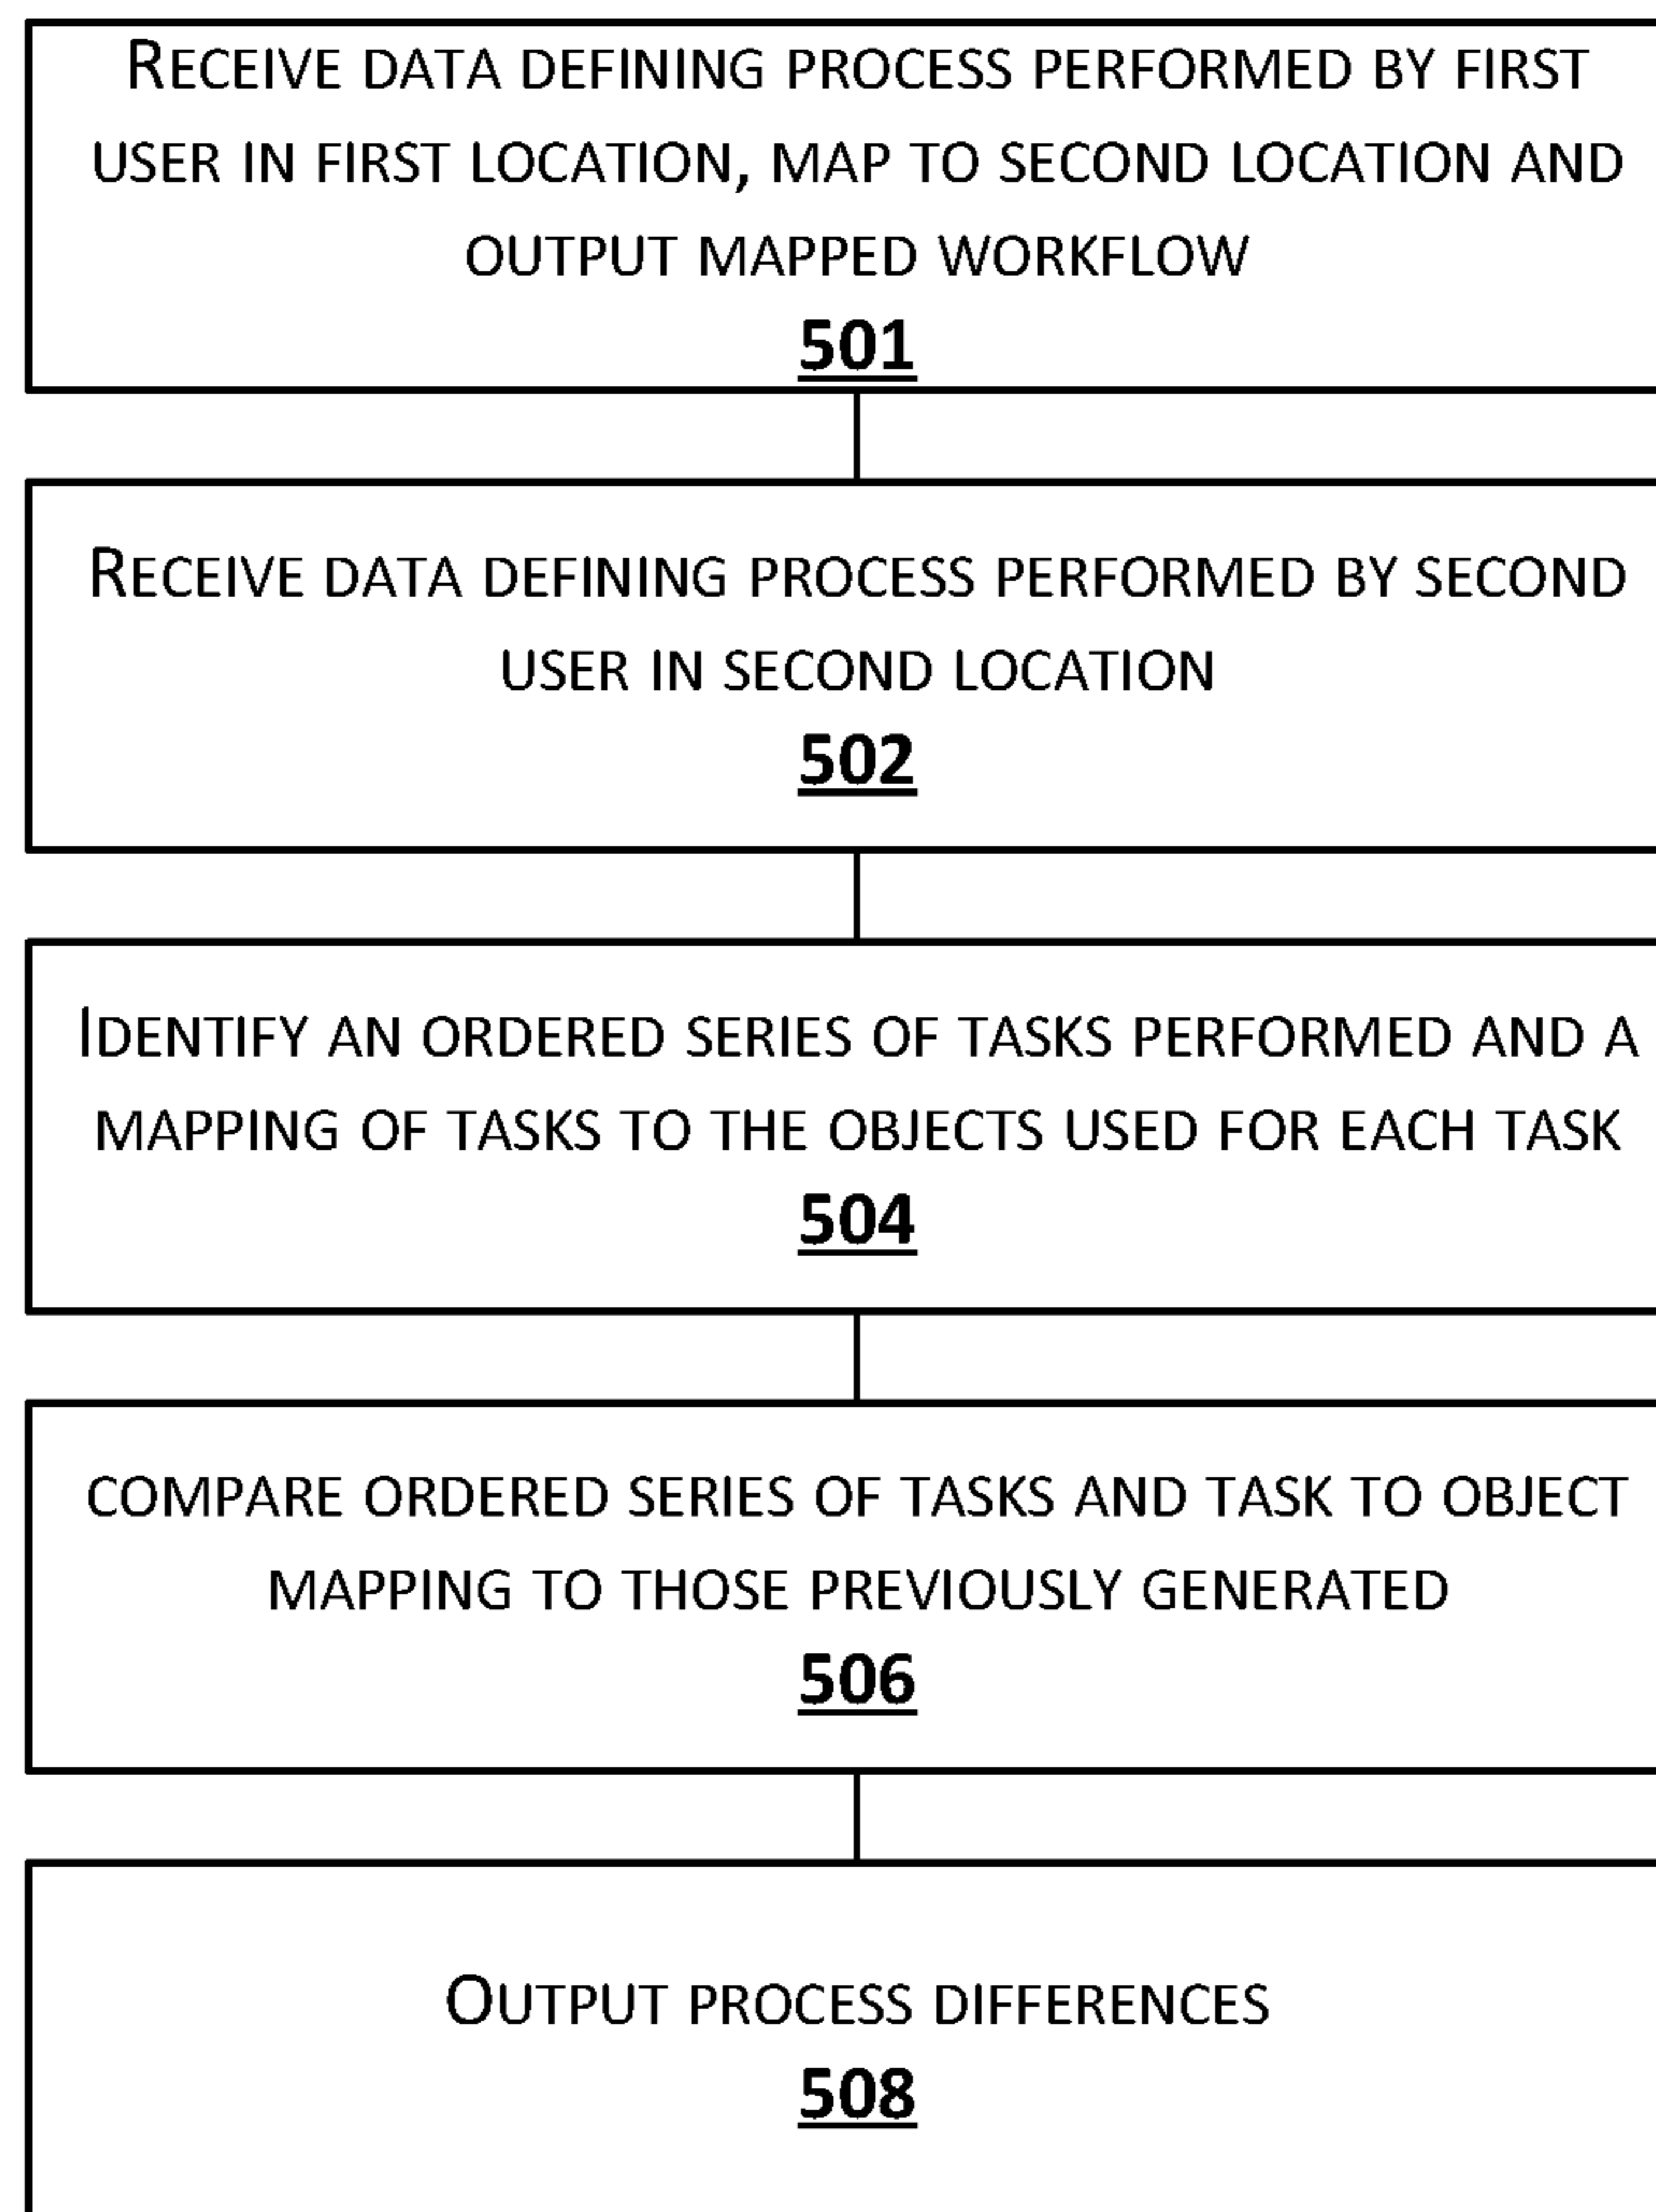 RECEIVE DATA DEFINING PROCESS PERFORMED BY FIRST
USER IN FIRST LOCATION, MAP TO SECOND LOCATION AND
OUTPUT MAPPED WORKFLOW
501
RECEIVE DATA DEFINING PROCESS PERFORMED BY SECOND
USER IN SECOND LOCATION
502
IDENTIFY AN ORDERED SERIES OF TASKS PERFORMED AND A
MAPPING OF TASKS TO THE OBJECTS USED FOR EACH TASK
504
COMPARE ORDERED SERIES OF TASKS AND TASK TO OBJECT
MAPPING TO THOSE PREVIOUSLY GENERATED
506
OUTPUT PROCESS DIFFERENCES
508